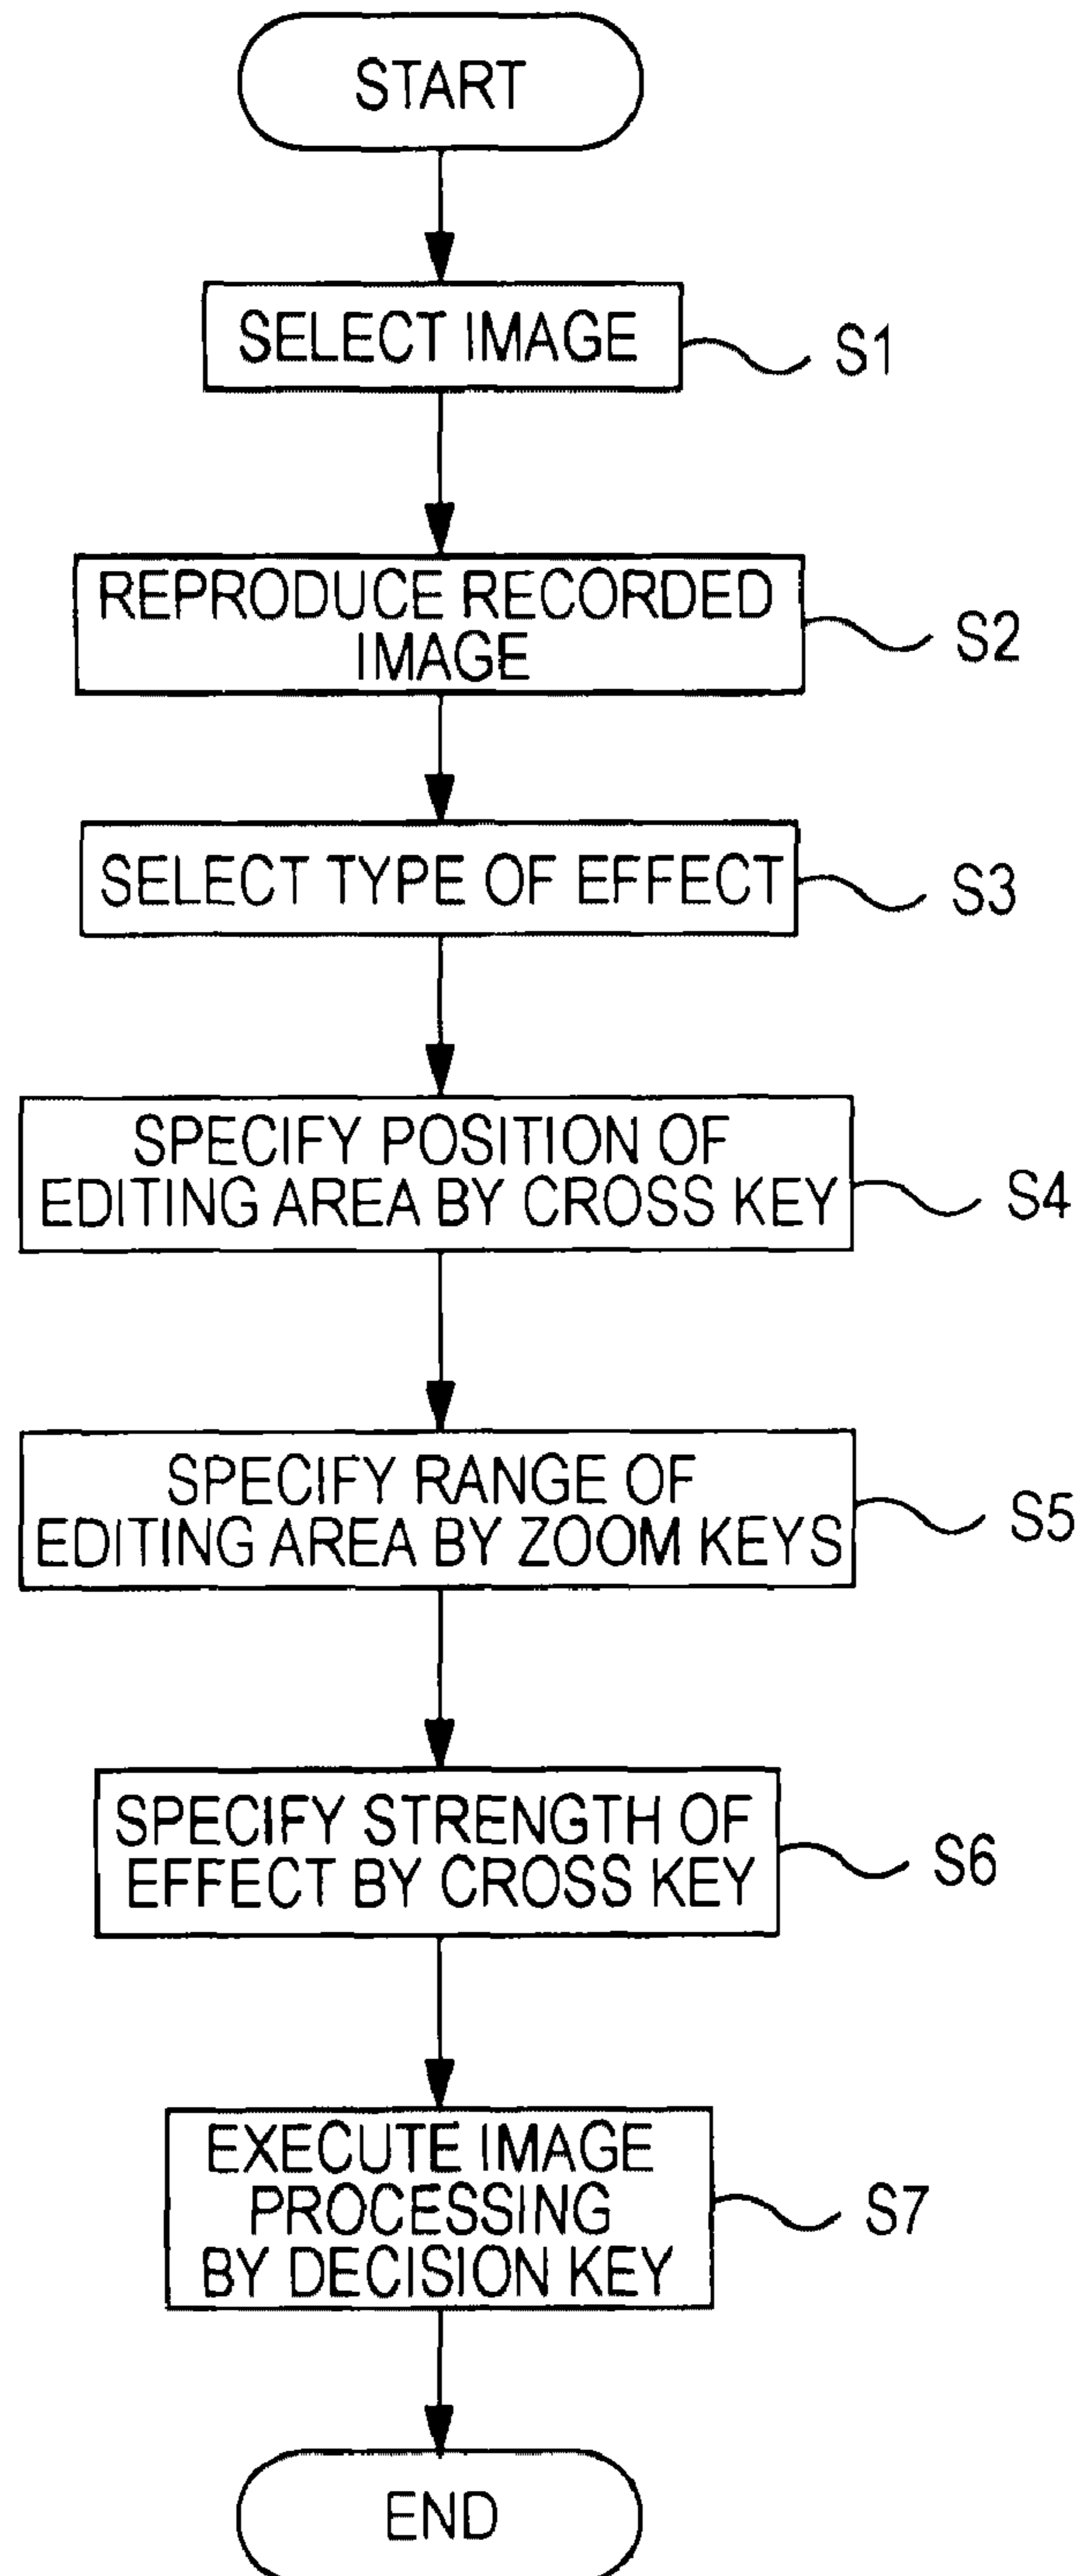 START
SELECT IMAGE
S1
REPRODUCE RECORDED
IMAGE
S2
SELECT TYPE OF EFFECT
S3
SPECIFY POSITION OF
EDITING AREA BY CROSS KEY
S4
SPECIFY RANGE OF
EDITING AREA BY ZOOM KEYS
S5
SPECIFY STRENGTH OF
EFFECT BY CROSS KEY
S6
EXECUTE IMAGE
PROCESSING
BY DECISION KEY
S7
END